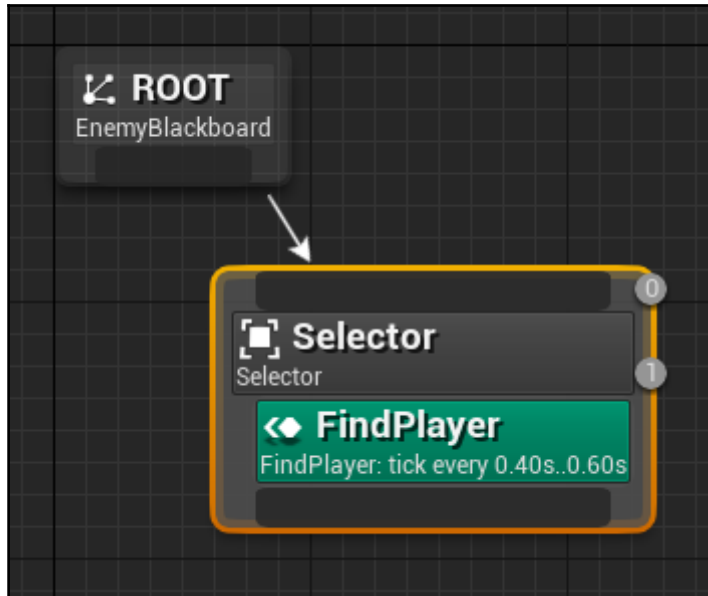 ROOT
EnemyBlackboard
0
Selector
Selector
1
FindPlayer
FindPlayer: tick every 0.40s..0.60s